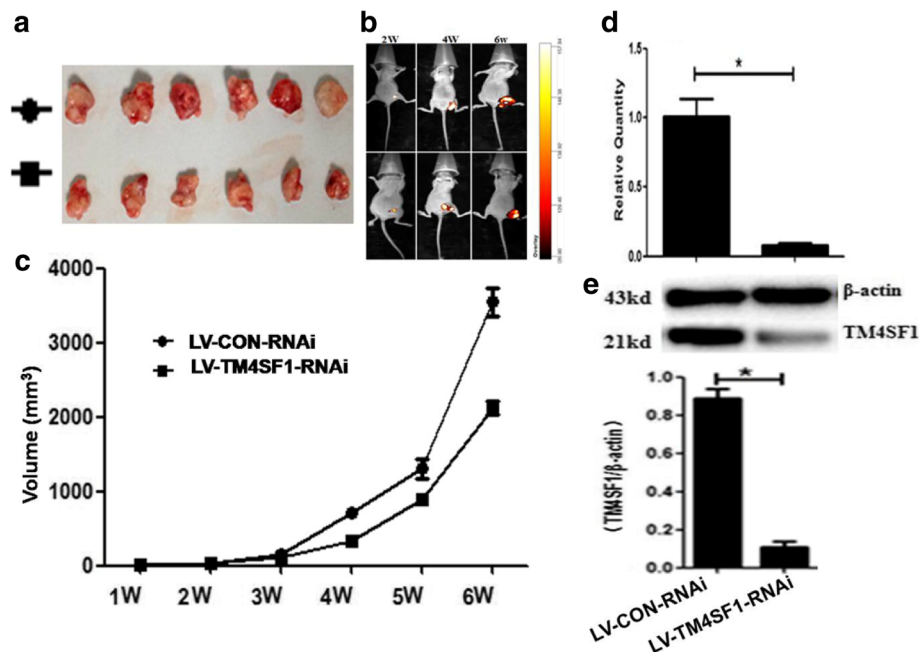 a
b
2W 4W 6w
Overlay
c
Volume (mm³)
4000
3000
2000
1000
0
LV-CON-RNAi
LV-TM4SF1-RNAi
1W 2W 3W 4W 5W 6W
d
Relative Quantity
1.5
1.0
0.5
0.0
*
e
43kd β-actin
21kd TM4SF1
(TM4SF1/β-actin)
1.0
0.8
0.6
0.4
0.2
0.0
*
LV-CON-RNAi
LV-TM4SF1-RNAi